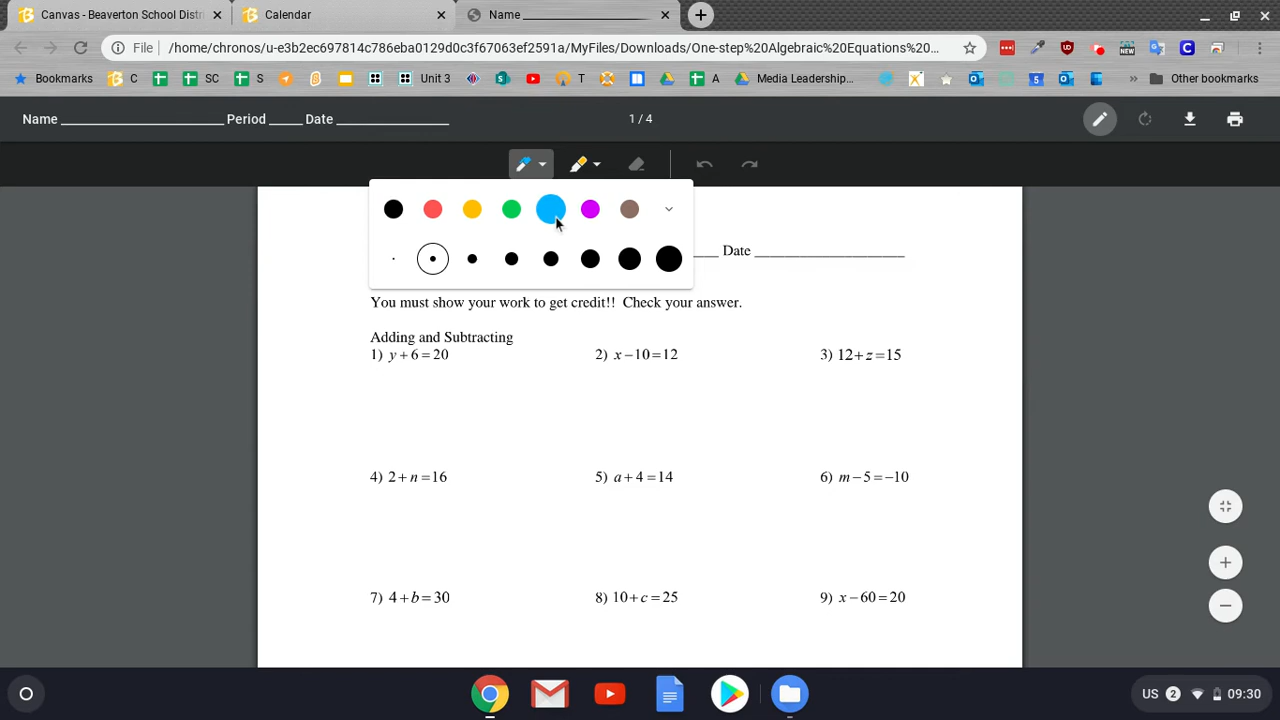 Canvas - Beaverton School Distri
Calendar
Name
File /home/chronos/u-e3b2ec697814c786eba0129d0c3f67063ef2591a/MyFiles/Downloads/One-step%20Algebraic%20Equations%20...
Bookmarks C SC S Unit 3 T A Media Leadership... Other bookmarks
Name ______________________ Period _____ Date _______________
1 / 4
____ Date ____________________
You must show your work to get credit!! Check your answer.
Adding and Subtracting
1) y + 6 = 20 2) x − 10 = 12 3) 12 + z = 15
4) 2 + n = 16 5) a + 4 = 14 6) m − 5 = −10
7) 4 + b = 30 8) 10 + c = 25 9) x − 60 = 20
US 2 09:30